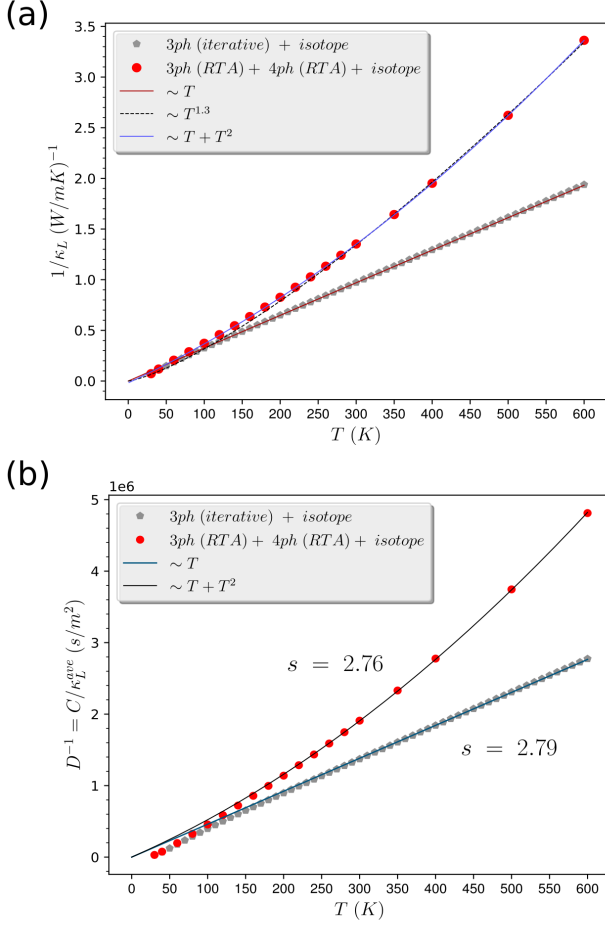 (a)
3ph (iterative) + isotope
3ph (RTA) + 4ph (RTA) + isotope
∼ T
∼ T^{1.3}
∼ T + T^2
1/κ_L (W/mK)^{-1}
3.5
3.0
2.5
2.0
1.5
1.0
0.5
0.0
0 50 100 150 200 250 300 350 400 450 500 550 600
T (K)
(b)
1e6
3ph (iterative) + isotope
3ph (RTA) + 4ph (RTA) + isotope
∼ T
∼ T + T^2
D^{-1} = C/κ_L^{ave} (s/m^2)
5
4
3
2
1
0
s = 2.76
s = 2.79
0 50 100 150 200 250 300 350 400 450 500 550 600
T (K)